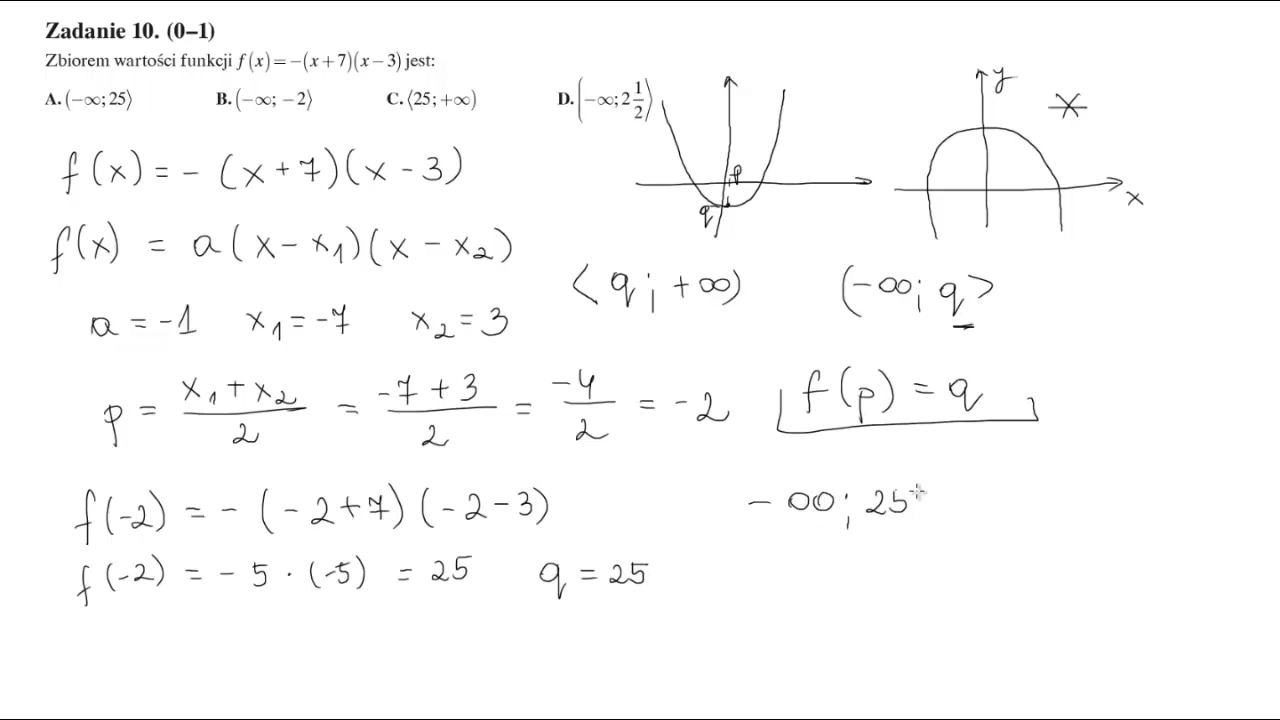 Zadanie 10. (0–1)
Zbiorem wartości funkcji f(x)=−(x+7)(x−3) jest:
A. (−∞; 25⟩ B. (−∞; −2⟩ C. ⟨25; +∞) D. (−∞; 2 1/2⟩
f(x) = - (x+7)(x-3)
p
q
y
x
f(x) = a(x-x₁)(x-x₂)
<q; +∞) (-∞; q>
a = -1 x₁ = -7 x₂ = 3
p = (x₁+x₂)/2 = (-7+3)/2 = -4/2 = -2 f(p) = q
f(-2) = - (-2+7)(-2-3) -∞; 25
f(-2) = -5 · (-5) = 25 q = 25